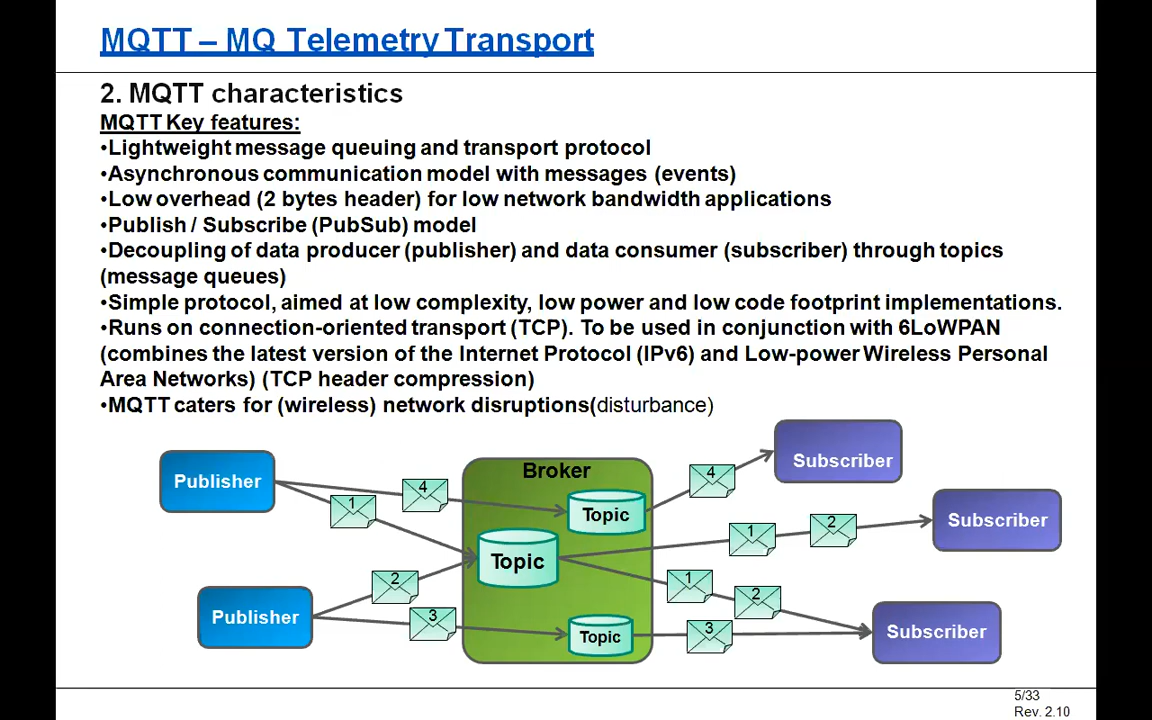 MQTT – MQ Telemetry Transport
2. MQTT characteristics
MQTT Key features:
•Lightweight message queuing and transport protocol
•Asynchronous communication model with messages (events)
•Low overhead (2 bytes header) for low network bandwidth applications
•Publish / Subscribe (PubSub) model
•Decoupling of data producer (publisher) and data consumer (subscriber) through topics
(message queues)
•Simple protocol, aimed at low complexity, low power and low code footprint implementations.
•Runs on connection-oriented transport (TCP). To be used in conjunction with 6LoWPAN
(combines the latest version of the Internet Protocol (IPv6) and Low-power Wireless Personal
Area Networks) (TCP header compression)
•MQTT caters for (wireless) network disruptions(disturbance)
Publisher
4
1
Broker
Topic
4
Subscriber
Topic
1
2
Subscriber
Publisher
2
3
Topic
1
2
3
Subscriber
5/33
Rev. 2.10